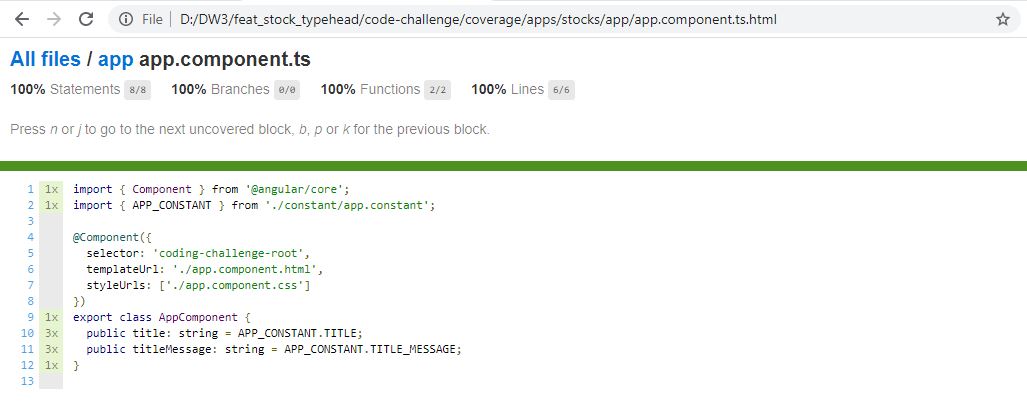 File | D:/DW3/feat_stock_typehead/code-challenge/coverage/apps/stocks/app/app.component.ts.html
All files / app app.component.ts
100% Statements 8/8 100% Branches 0/0 100% Functions 2/2 100% Lines 6/6
Press n or j to go to the next uncovered block, b, p or k for the previous block.
1 1x import { Component } from '@angular/core';
2 1x import { APP_CONSTANT } from './constant/app.constant';
3
4 @Component({
5 selector: 'coding-challenge-root',
6 templateUrl: './app.component.html',
7 styleUrls: ['./app.component.css']
8 })
9 1x export class AppComponent {
10 3x public title: string = APP_CONSTANT.TITLE;
11 3x public titleMessage: string = APP_CONSTANT.TITLE_MESSAGE;
12 1x }
13